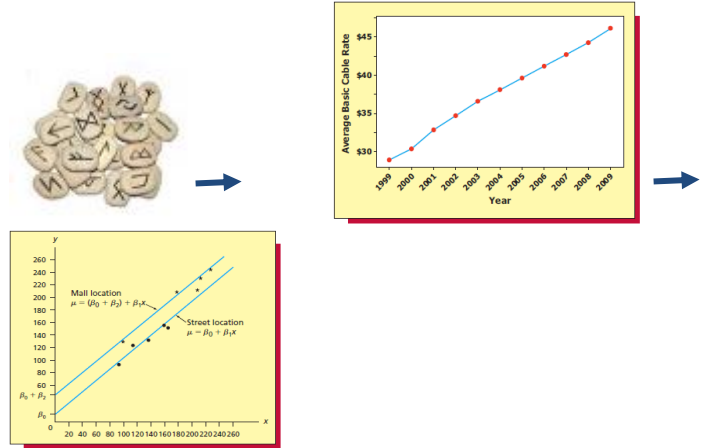 $45
$40
$35
$30
Average Basic Cable Rate
1999 2000 2001 2002 2003 2004 2005 2006 2007 2008 2009
Year
y
260
240
220
200
180
160
140
120
100
80
60
β₀ + β₂
β₀
0
Mall location
μ = (β₀ + β₂) + β₁x
Street location
μ = β₀ + β₁x
20 40 60 80 100 120 140 160 180 200 220 240 260
x